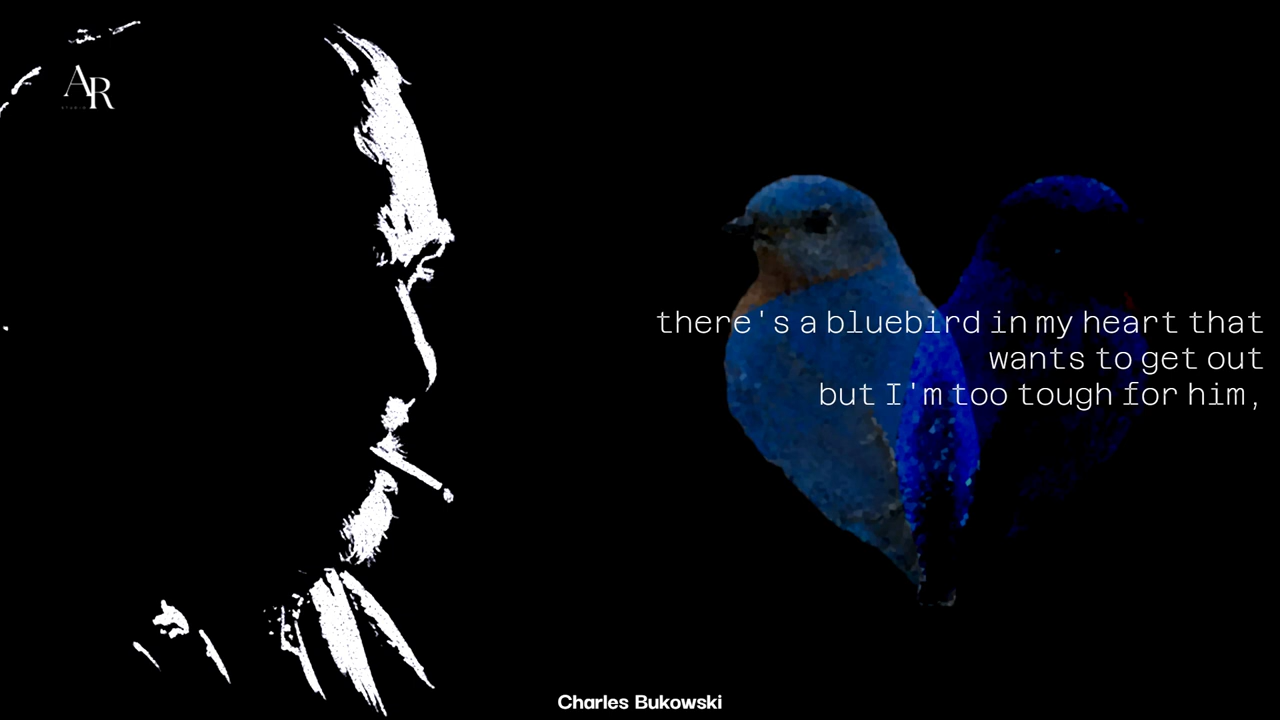 AR
there's a bluebird in my heart that
wants to get out
but I'm too tough for him,
Charles Bukowski